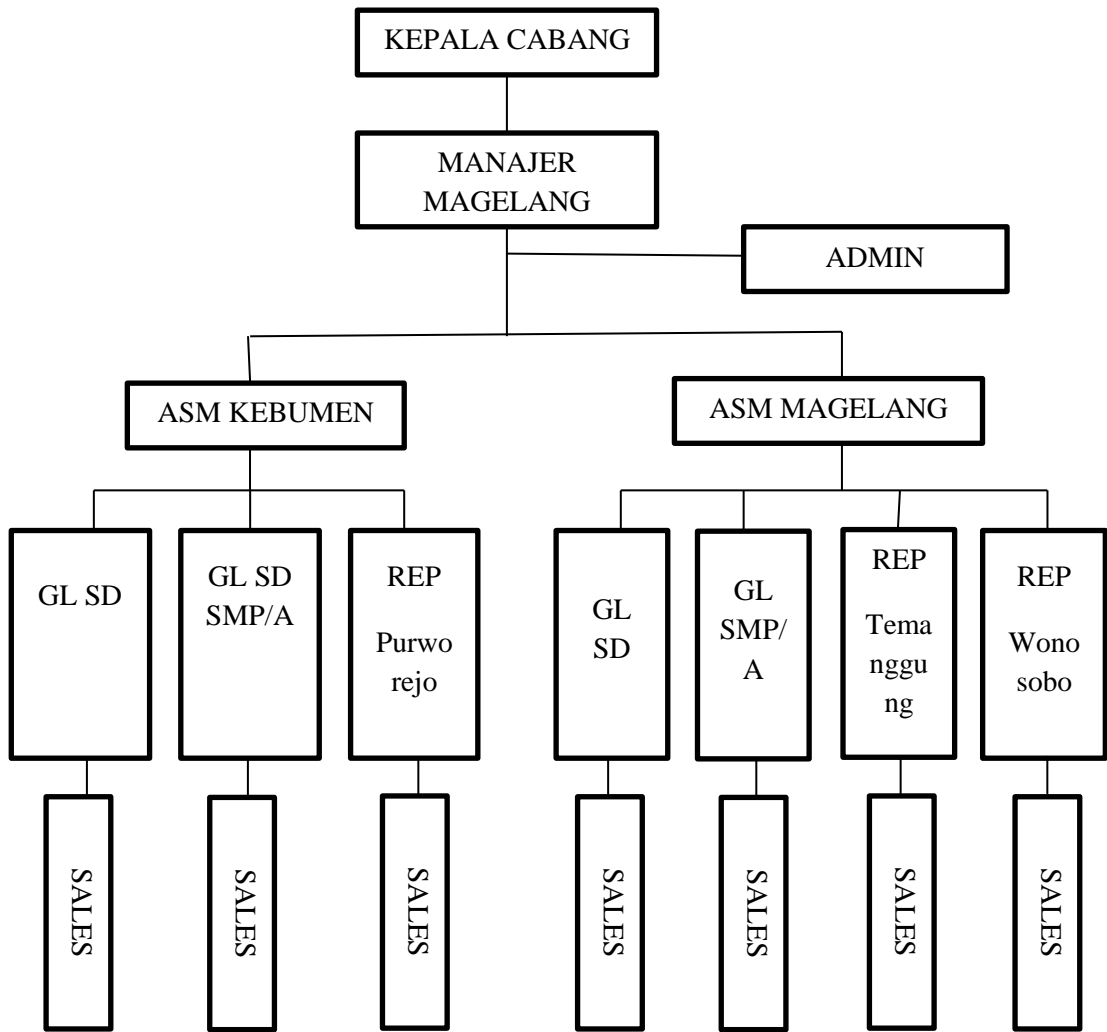 KEPALA CABANG
MANAJER
MAGELANG
ADMIN
ASM KEBUMEN
ASM MAGELANG
GL SD
GL SD
SMP/A
REP
Purwo
rejo
GL
SD
GL
SMP/
A
REP
Tema
nggu
ng
REP
Wono
sobo
SALES
SALES
SALES
SALES
SALES
SALES
SALES